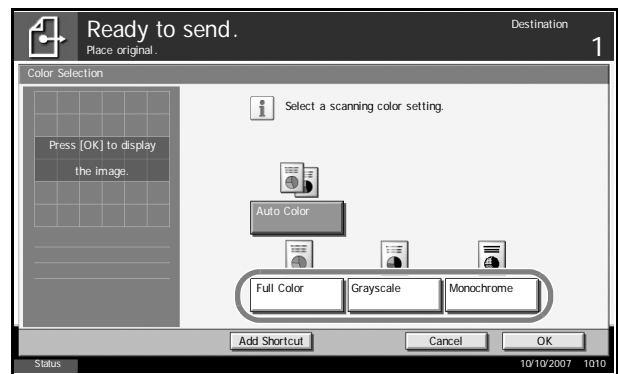 Ready to send.
Destination
Place original.
1
Color Selection
Select a scanning color setting.
Press [OK] to display
the image.
Auto Color
Full Color
Grayscale
Monochrome
Add Shortcut
Cancel
OK
Status
10/10/2007 1010